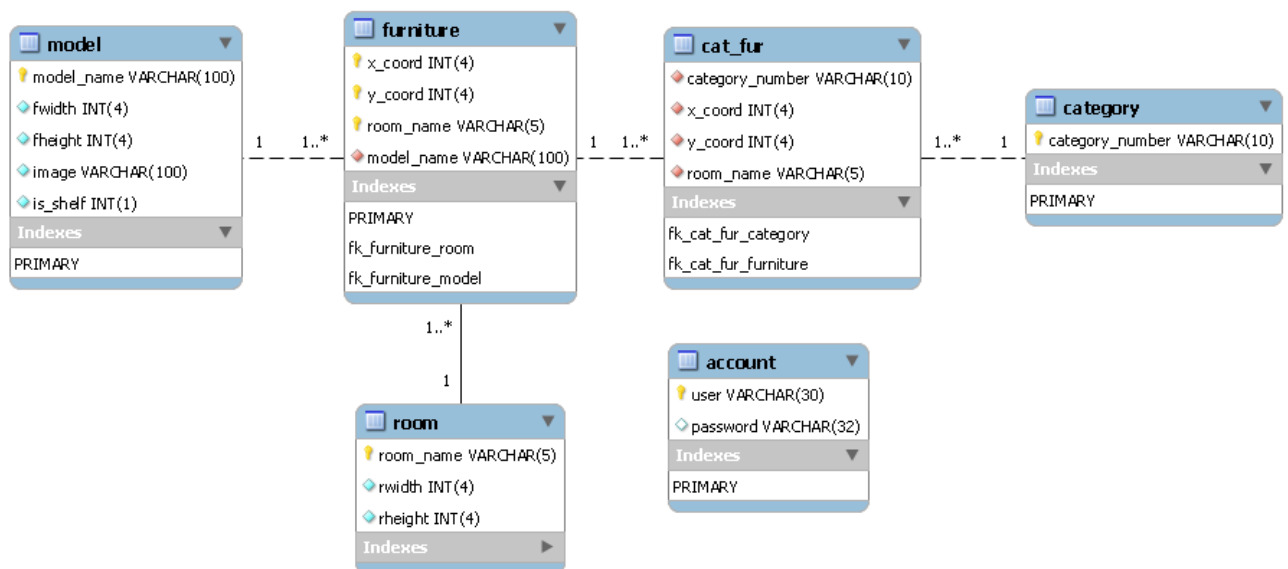 model
model_name VARCHAR(100)
fwidth INT(4)
fheight INT(4)
image VARCHAR(100)
is_shelf INT(1)
Indexes
PRIMARY
1
1..*
furniture
x_coord INT(4)
y_coord INT(4)
room_name VARCHAR(5)
model_name VARCHAR(100)
Indexes
PRIMARY
fk_furniture_room
fk_furniture_model
1
1..*
cat_fur
category_number VARCHAR(10)
x_coord INT(4)
y_coord INT(4)
room_name VARCHAR(5)
Indexes
fk_cat_fur_category
fk_cat_fur_furniture
1..*
1
category
category_number VARCHAR(10)
Indexes
PRIMARY
1..*
1
room
room_name VARCHAR(5)
rwidth INT(4)
rheight INT(4)
Indexes
account
user VARCHAR(30)
password VARCHAR(32)
Indexes
PRIMARY